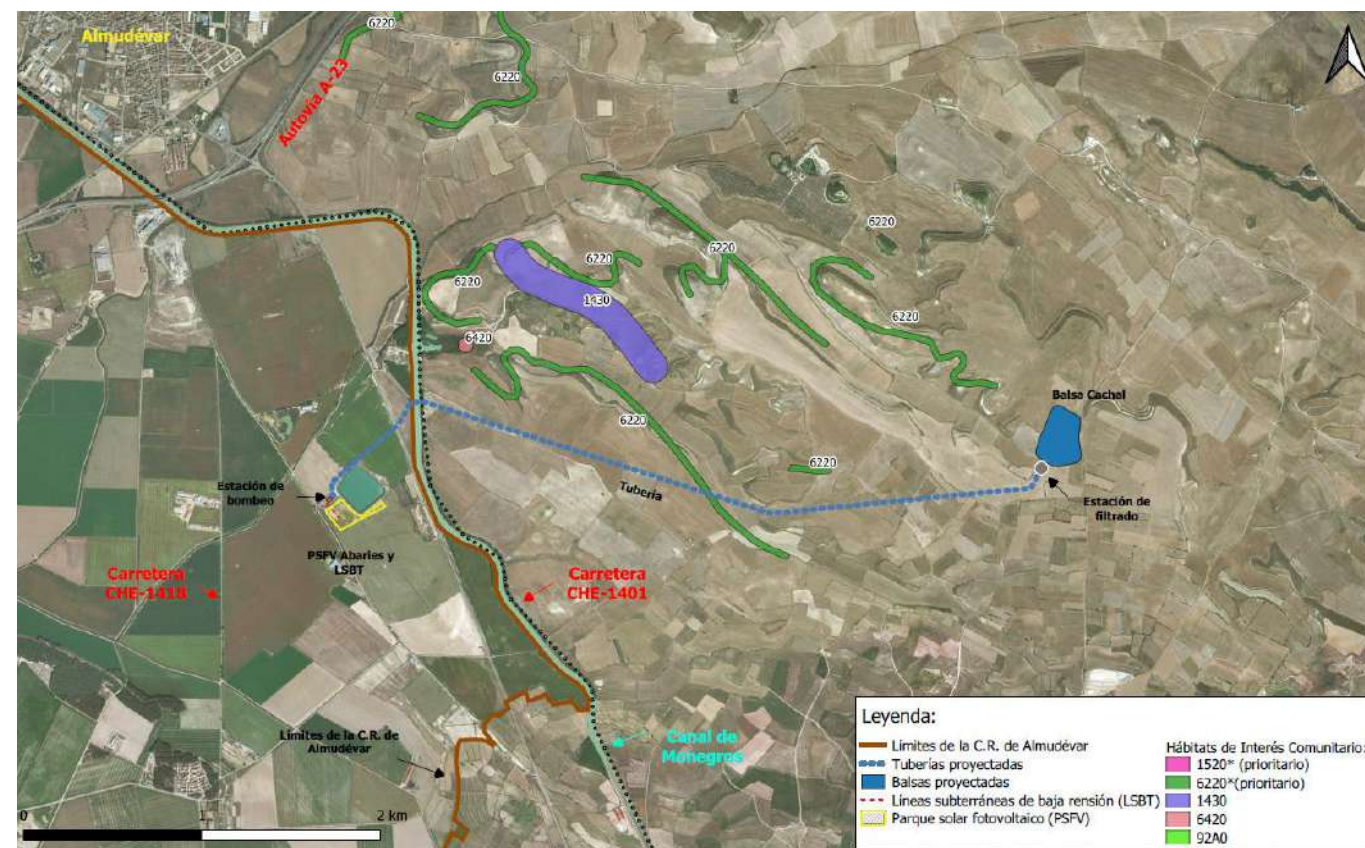 Almudévar
6220
6220
Autovía A-23
6220
6220
6220
6220
6220
1430
6220
6420
Balsa Cachal
6220
6220
Tubería
Estación de
bombeo
Estación de
filtrado
PSFV Abaries y
LSBT
Carretera
CHE-1418
Carretera
CHE-1401
Límites de la C.R. de
Almudévar
Canal de
Monegros
0 1 2 km
Leyenda:
Límites de la C.R. de Almudévar
Tuberías proyectadas
Balsas proyectadas
Lineas subterráneas de baja rensión (LSBT)
Parque solar fotovoltaico (PSFV)
Hábitats de Interés Comunitario:
1520* (prioritario)
6220*(prioritario)
1430
6420
92A0